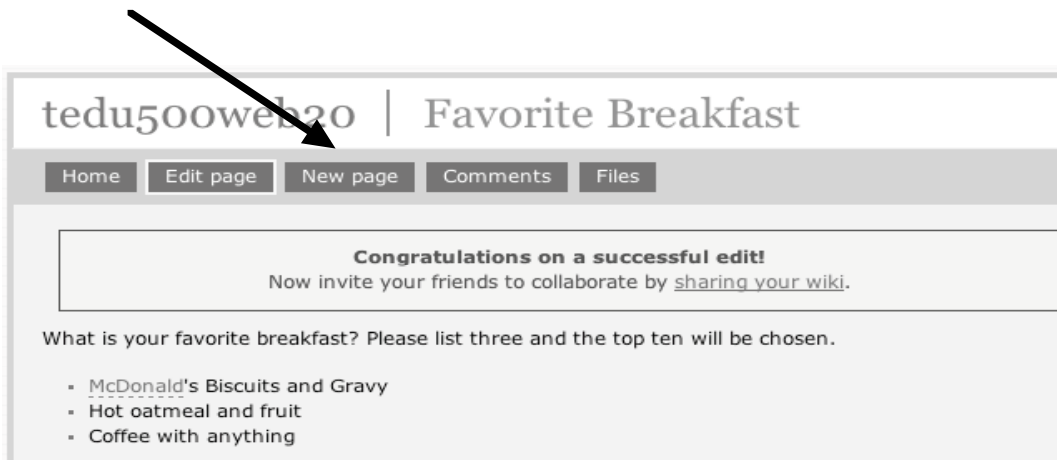 tedu500web20 | Favorite Breakfast
Home Edit page New page Comments Files
Congratulations on a successful edit!
Now invite your friends to collaborate by sharing your wiki.
What is your favorite breakfast? Please list three and the top ten will be chosen.
McDonald's Biscuits and Gravy
Hot oatmeal and fruit
Coffee with anything